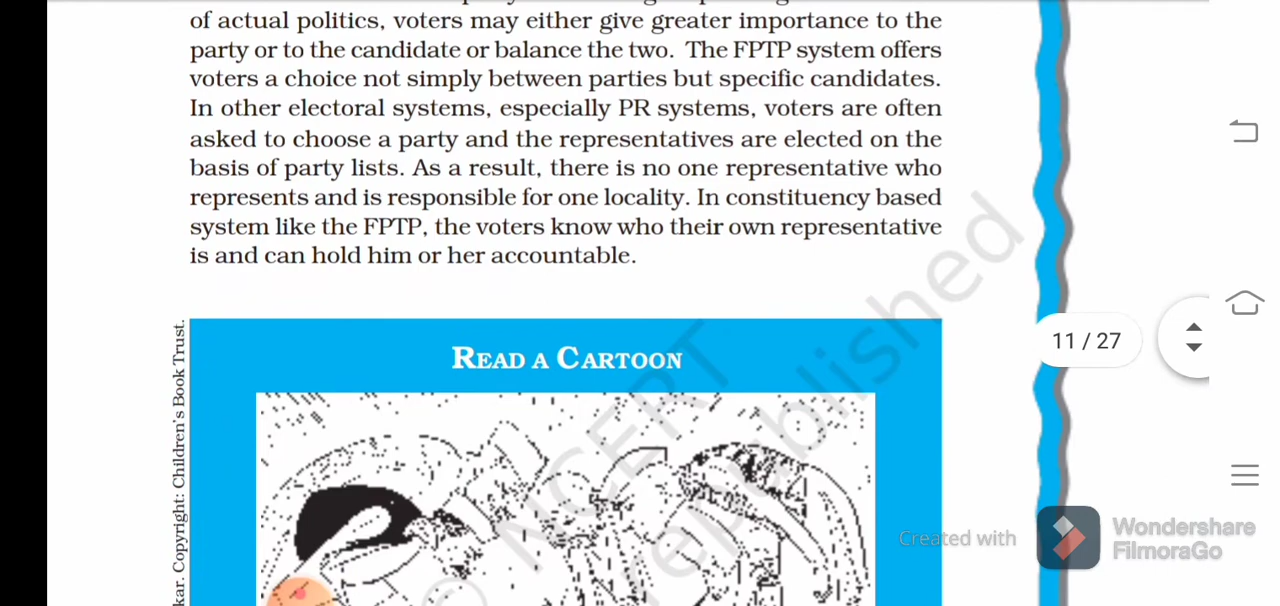 of actual politics, voters may either give greater importance to the
party or to the candidate or balance the two. The FPTP system offers
voters a choice not simply between parties but specific candidates.
In other electoral systems, especially PR systems, voters are often
asked to choose a party and the representatives are elected on the
basis of party lists. As a result, there is no one representative who
represents and is responsible for one locality. In constituency based
system like the FPTP, the voters know who their own representative
is and can hold him or her accountable.
kar. Copyright: Children's Book Trust.
READ A CARTOON
© NCERT
republished
11 / 27
Created with
Wondershare
FilmoraGo